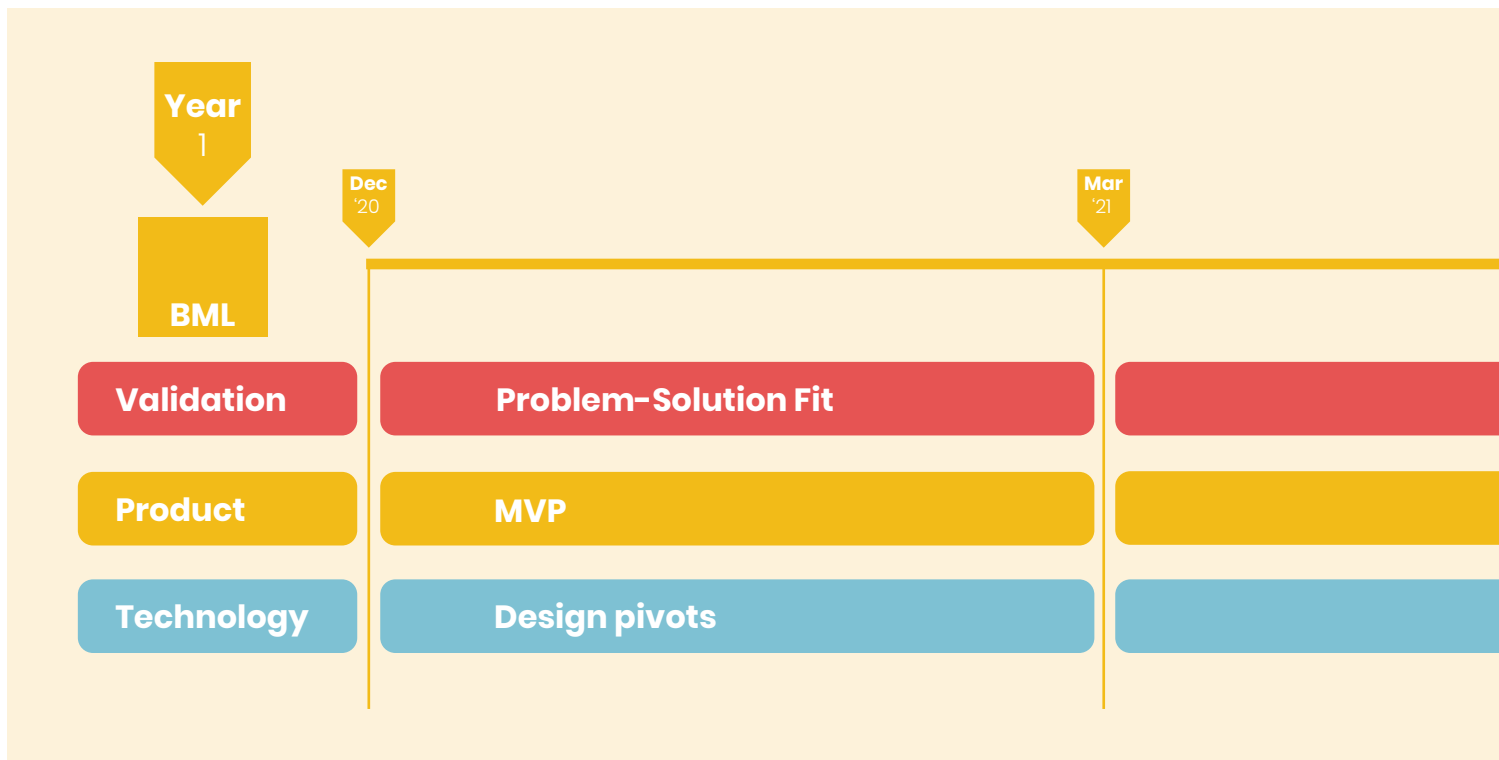 Year
1
Dec
'20
Mar
'21
BML
Validation
Problem-Solution Fit
Product
MVP
Technology
Design pivots